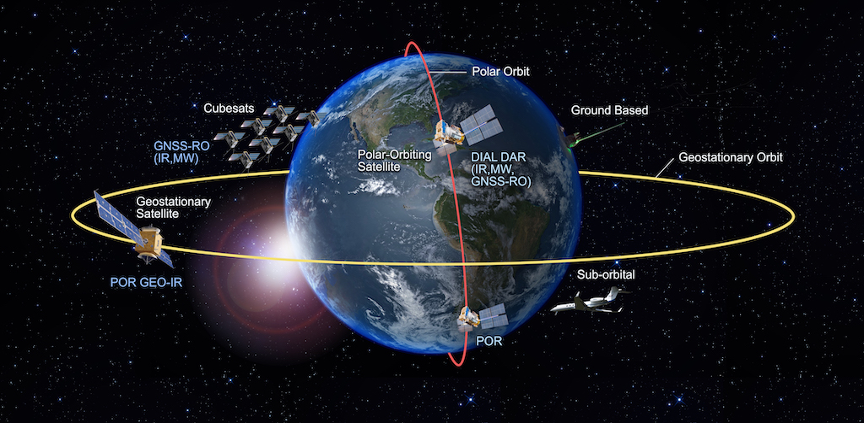 Polar Orbit
Cubesats
Ground Based
GNSS-RO
(IR,MW)
Polar-Orbiting
Satellite
DIAL DAR
(IR,MW,
GNSS-RO)
Geostationary Orbit
Geostationary
Satellite
POR GEO-IR
Sub-orbital
POR